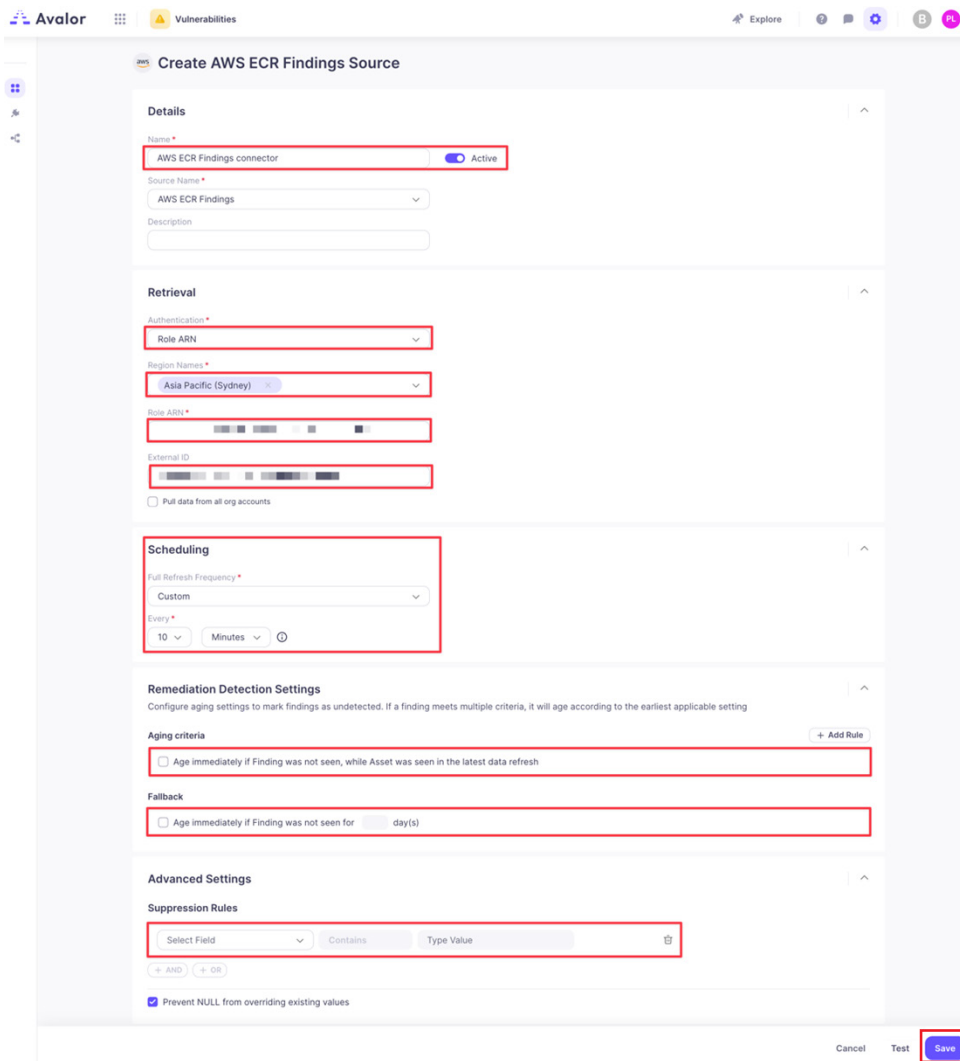 Avalor
Vulnerabilities
Explore
B
PL
aws
Create AWS ECR Findings Source
Details
Name *
AWS ECR Findings connector
Active
Source Name *
AWS ECR Findings
Description
Retrieval
Authentication *
Role ARN
Region Names *
Asia Pacific (Sydney) ×
Role ARN *
External ID
Pull data from all org accounts
Scheduling
Full Refresh Frequency *
Custom
Every *
10 Minutes
Remediation Detection Settings
Configure aging settings to mark findings as undetected. If a finding meets multiple criteria, it will age according to the earliest applicable setting
Aging criteria
+ Add Rule
Age immediately if Finding was not seen, while Asset was seen in the latest data refresh
Fallback
Age immediately if Finding was not seen for day(s)
Advanced Settings
Suppression Rules
Select Field Contains Type Value
+ AND + OR
Prevent NULL from overriding existing values
Cancel Test Save